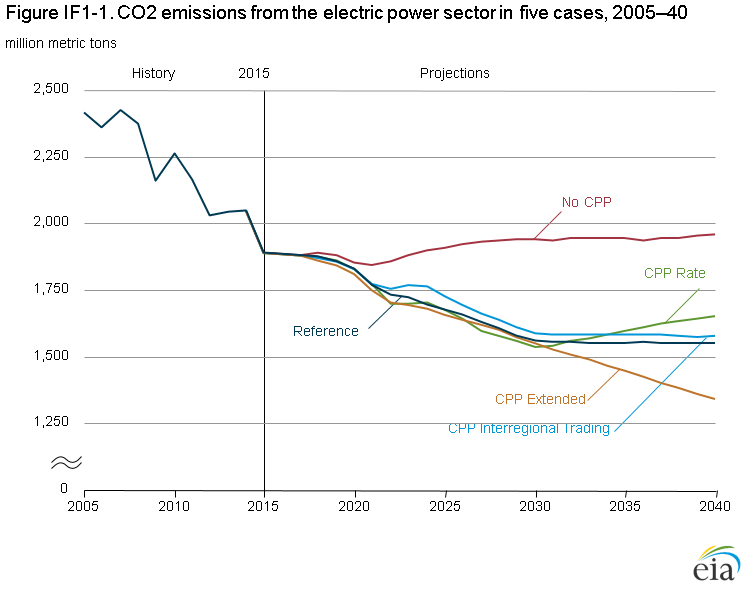 Figure IF1-1. CO2 emissions from the electric power sector in five cases, 2005–40
million metric tons
History 2015 Projections
2,500
2,250
2,000
1,750
1,500
1,250
0
No CPP
CPP Rate
Reference
CPP Extended
CPP Interregional Trading
2005 2010 2015 2020 2025 2030 2035 2040
eia